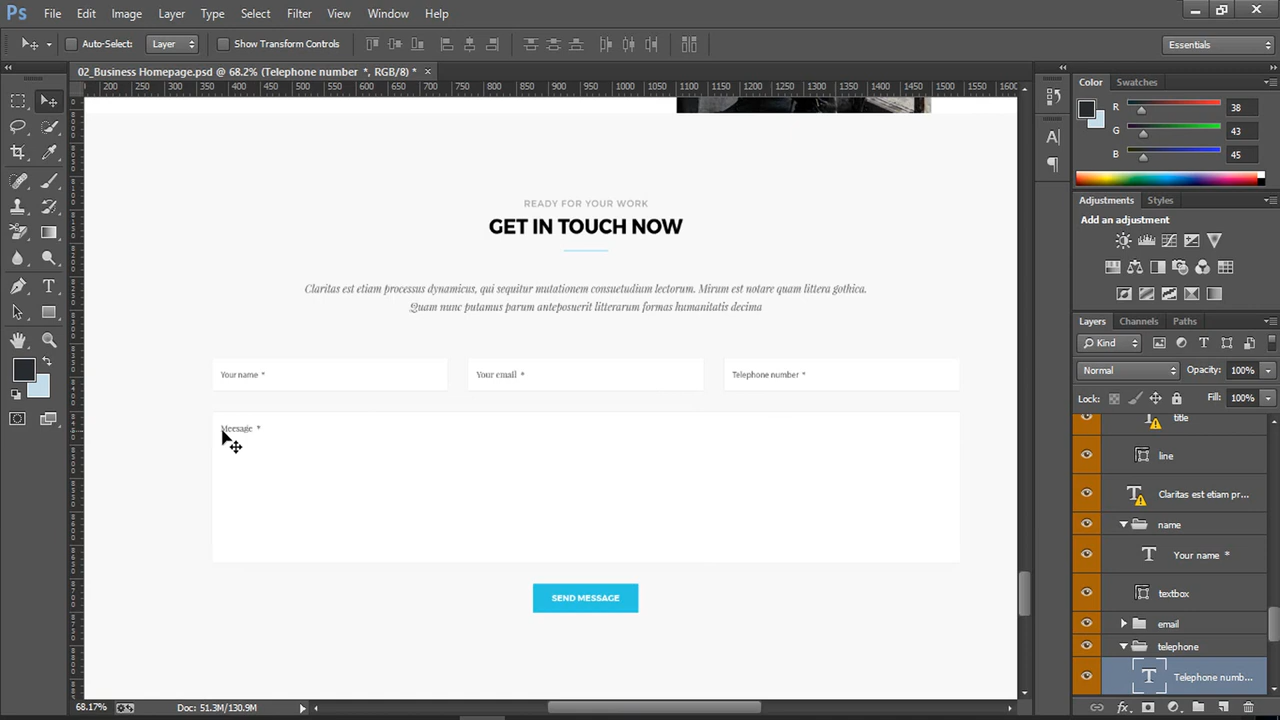 Ps File Edit Image Layer Type Select Filter View Window Help
Auto-Select: Layer Show Transform Controls Essentials
02_Business Homepage.psd @ 68.2% (Telephone number *, RGB/8) * ×
200 250 300 350 400 450 500 550 600 650 700 750 800 850 900 950 1000 1050 1100 1150 1200 1250 1300 1350 1400 1450 1500 1550 1600
READY FOR YOUR WORK
GET IN TOUCH NOW
Claritas est etiam processus dynamicus, qui sequitur mutationem consuetudium lectorum. Mirum est notare quam littera gothica.
Quam nunc putamus parum anteposuerit litterarum formas humanitatis decima
Your name *
Your email *
Telephone number *
Meesage *
SEND MESSAGE
68.17% Doc: 51.3M/130.9M
Color Swatches
R 38
G 43
B 45
Adjustments Styles
Add an adjustment
Layers Channels Paths
Kind
Normal Opacity: 100%
Lock: Fill: 100%
title
line
Claritas est etiam pr...
name
Your name *
textbox
email
telephone
Telephone numb...